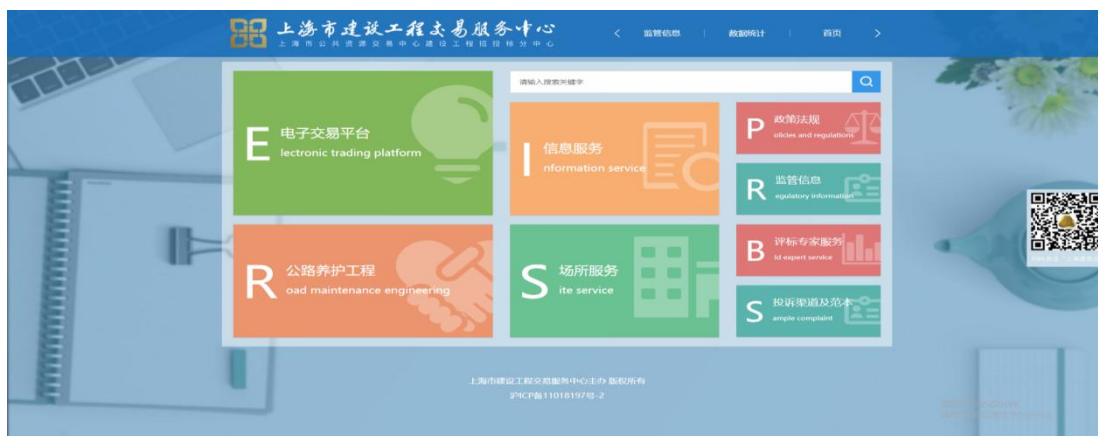 上海市建设工程交易服务中心
上海市公共资源交易中心建设工程招投标分中心
监管信息
数据统计
首页
请输入搜索关键字
E 电子交易平台
lectronic trading platform
I 信息服务
nformation service
P 政策法规
olicies and regulations
R 监管信息
egulatory information
R 公路养护工程
oad maintenance engineering
S 场所服务
ite service
B 评标专家服务
id expert service
S 投诉渠道及范本
ample complaint
上海市建设工程交易服务中心主办 版权所有
沪ICP备11018197号-2